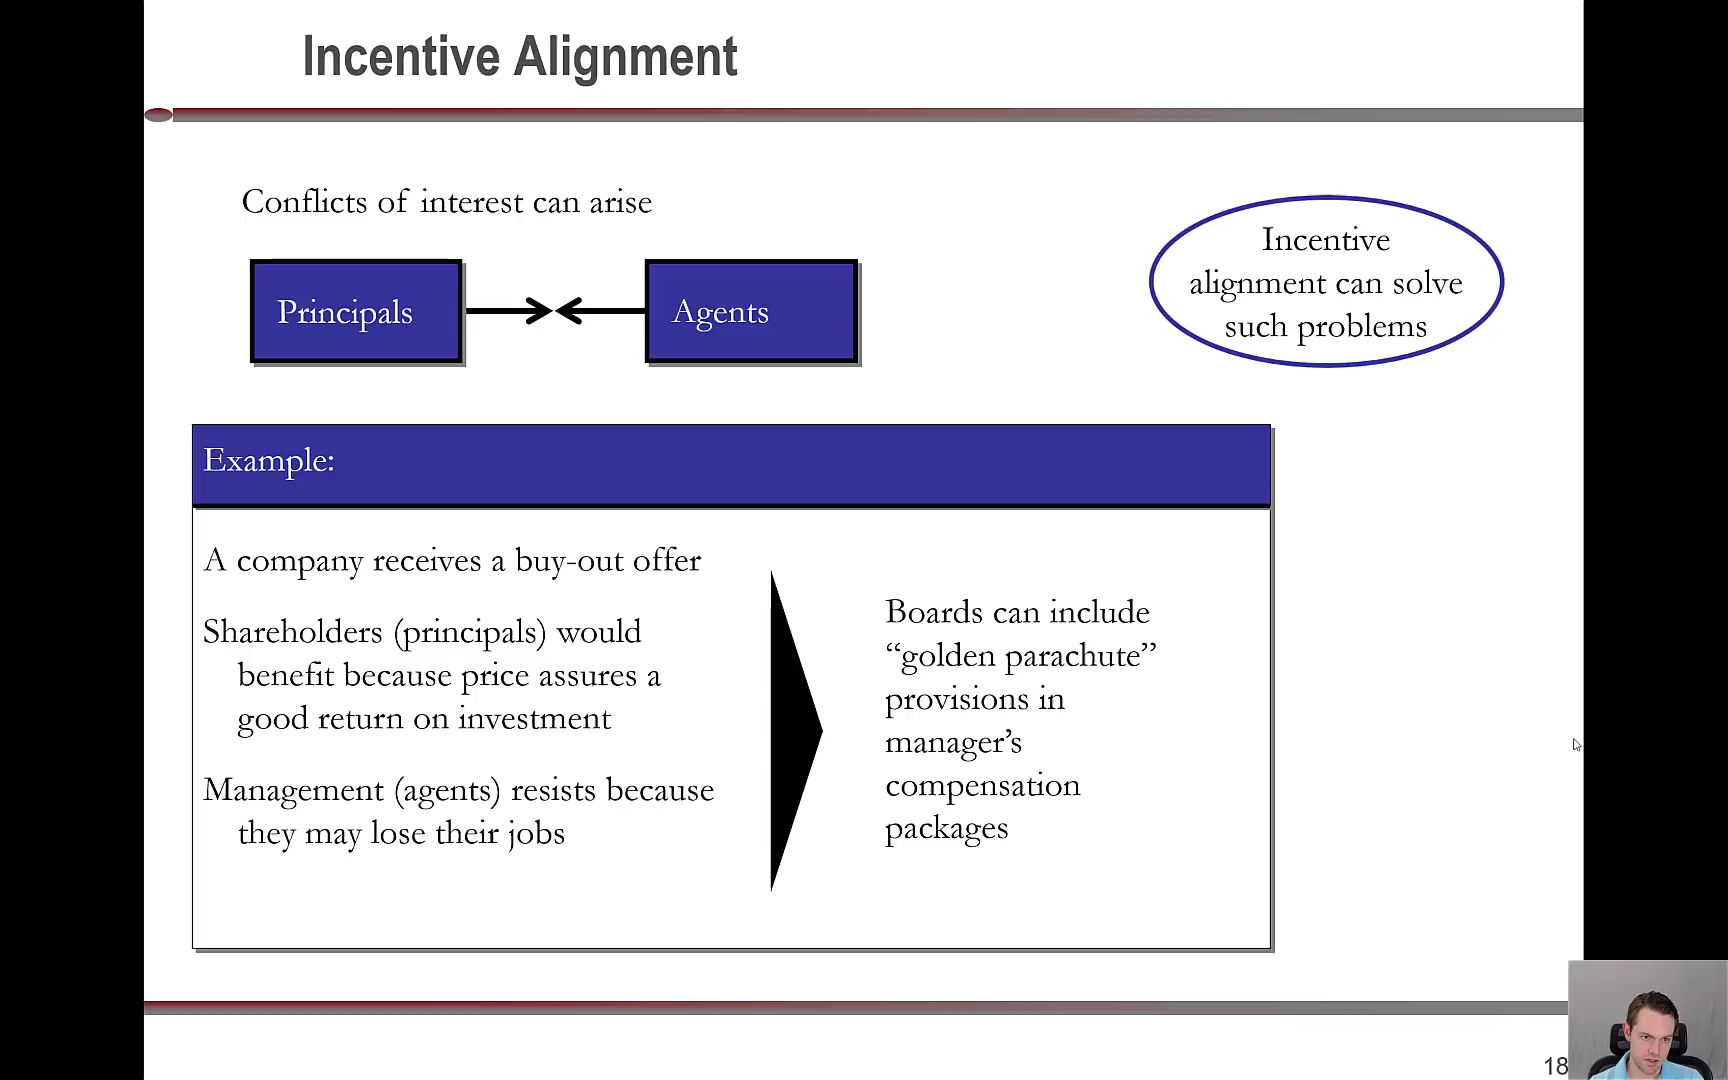 Incentive Alignment
Conflicts of interest can arise
Principals
Agents
Incentive
alignment can solve
such problems
Example:
A company receives a buy-out offer
Shareholders (principals) would
benefit because price assures a
good return on investment
Management (agents) resists because
they may lose their jobs
Boards can include
“golden parachute”
provisions in
manager’s
compensation
packages
18